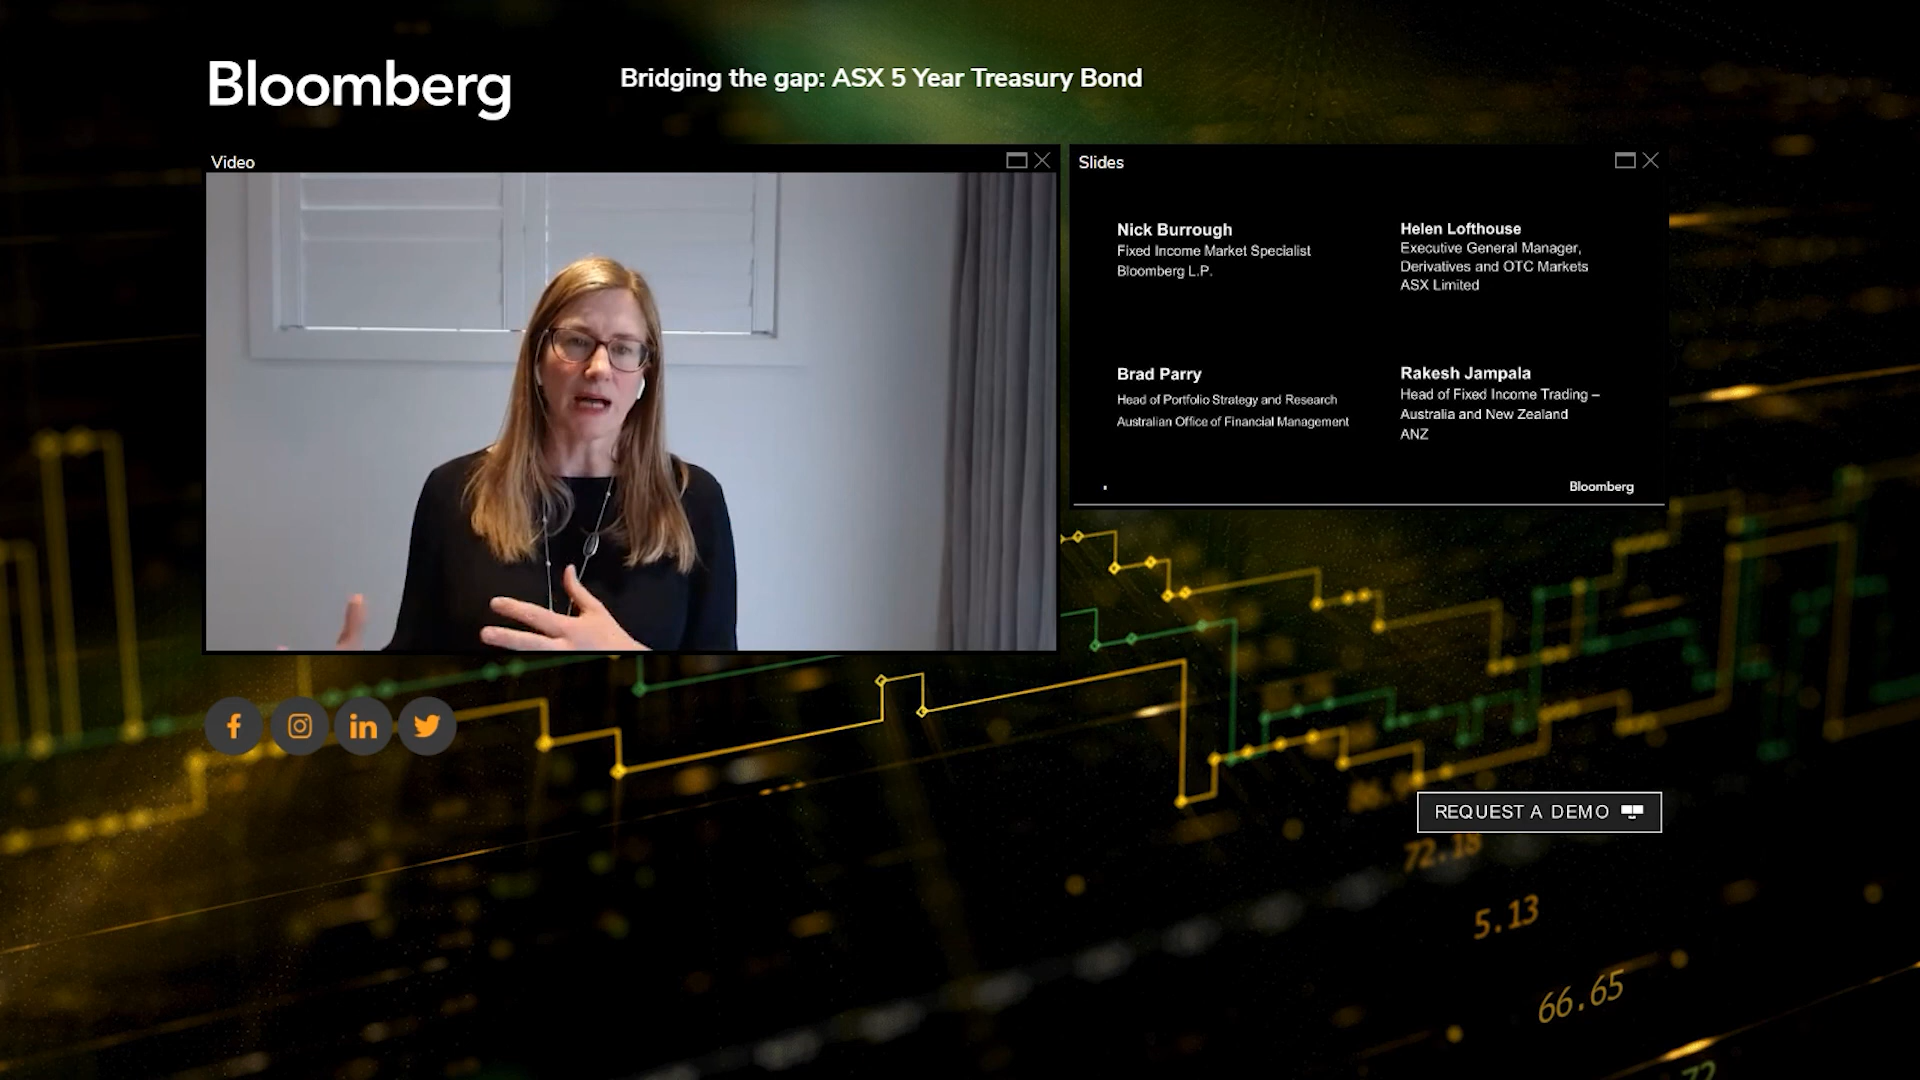 Bloomberg
Bridging the gap: ASX 5 Year Treasury Bond
Video
Slides
Nick Burrough
Fixed Income Market Specialist
Bloomberg L.P.
Helen Lofthouse
Executive General Manager,
Derivatives and OTC Markets
ASX Limited
Brad Parry
Head of Portfolio Strategy and Research
Australian Office of Financial Management
Rakesh Jampala
Head of Fixed Income Trading –
Australia and New Zealand
ANZ
Bloomberg
REQUEST A DEMO
72.18
5.13
66.65
72